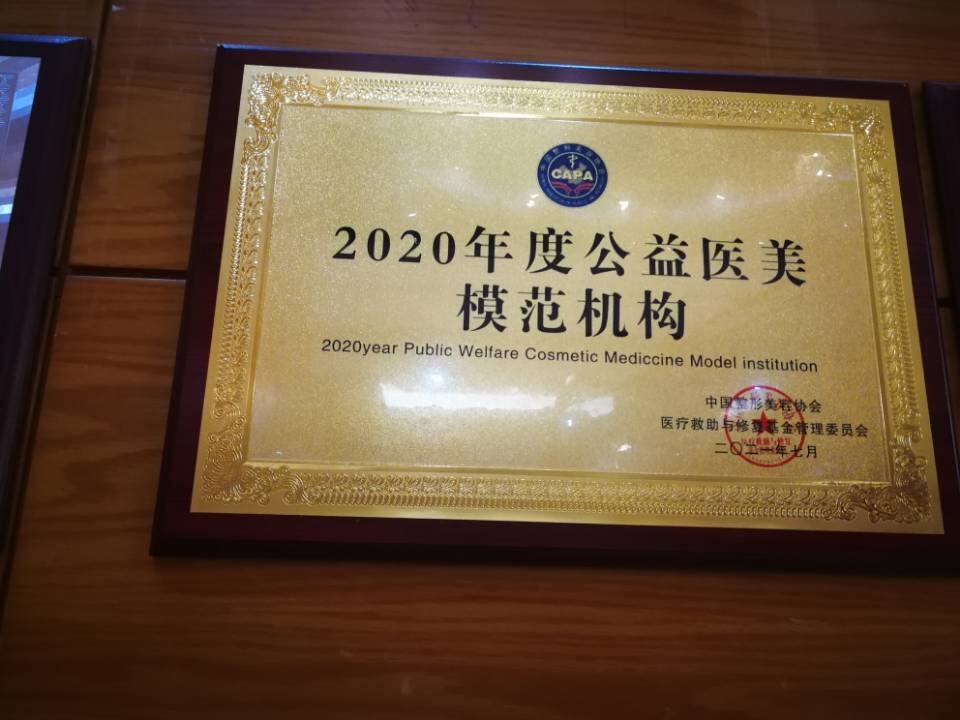 CAPA
2020年度公益医美
模范机构
2020year Public Welfare Cosmetic Mediccine Model institution
中国整形美容协会
医疗救助与修复基金管理委员会
二〇二一年七月